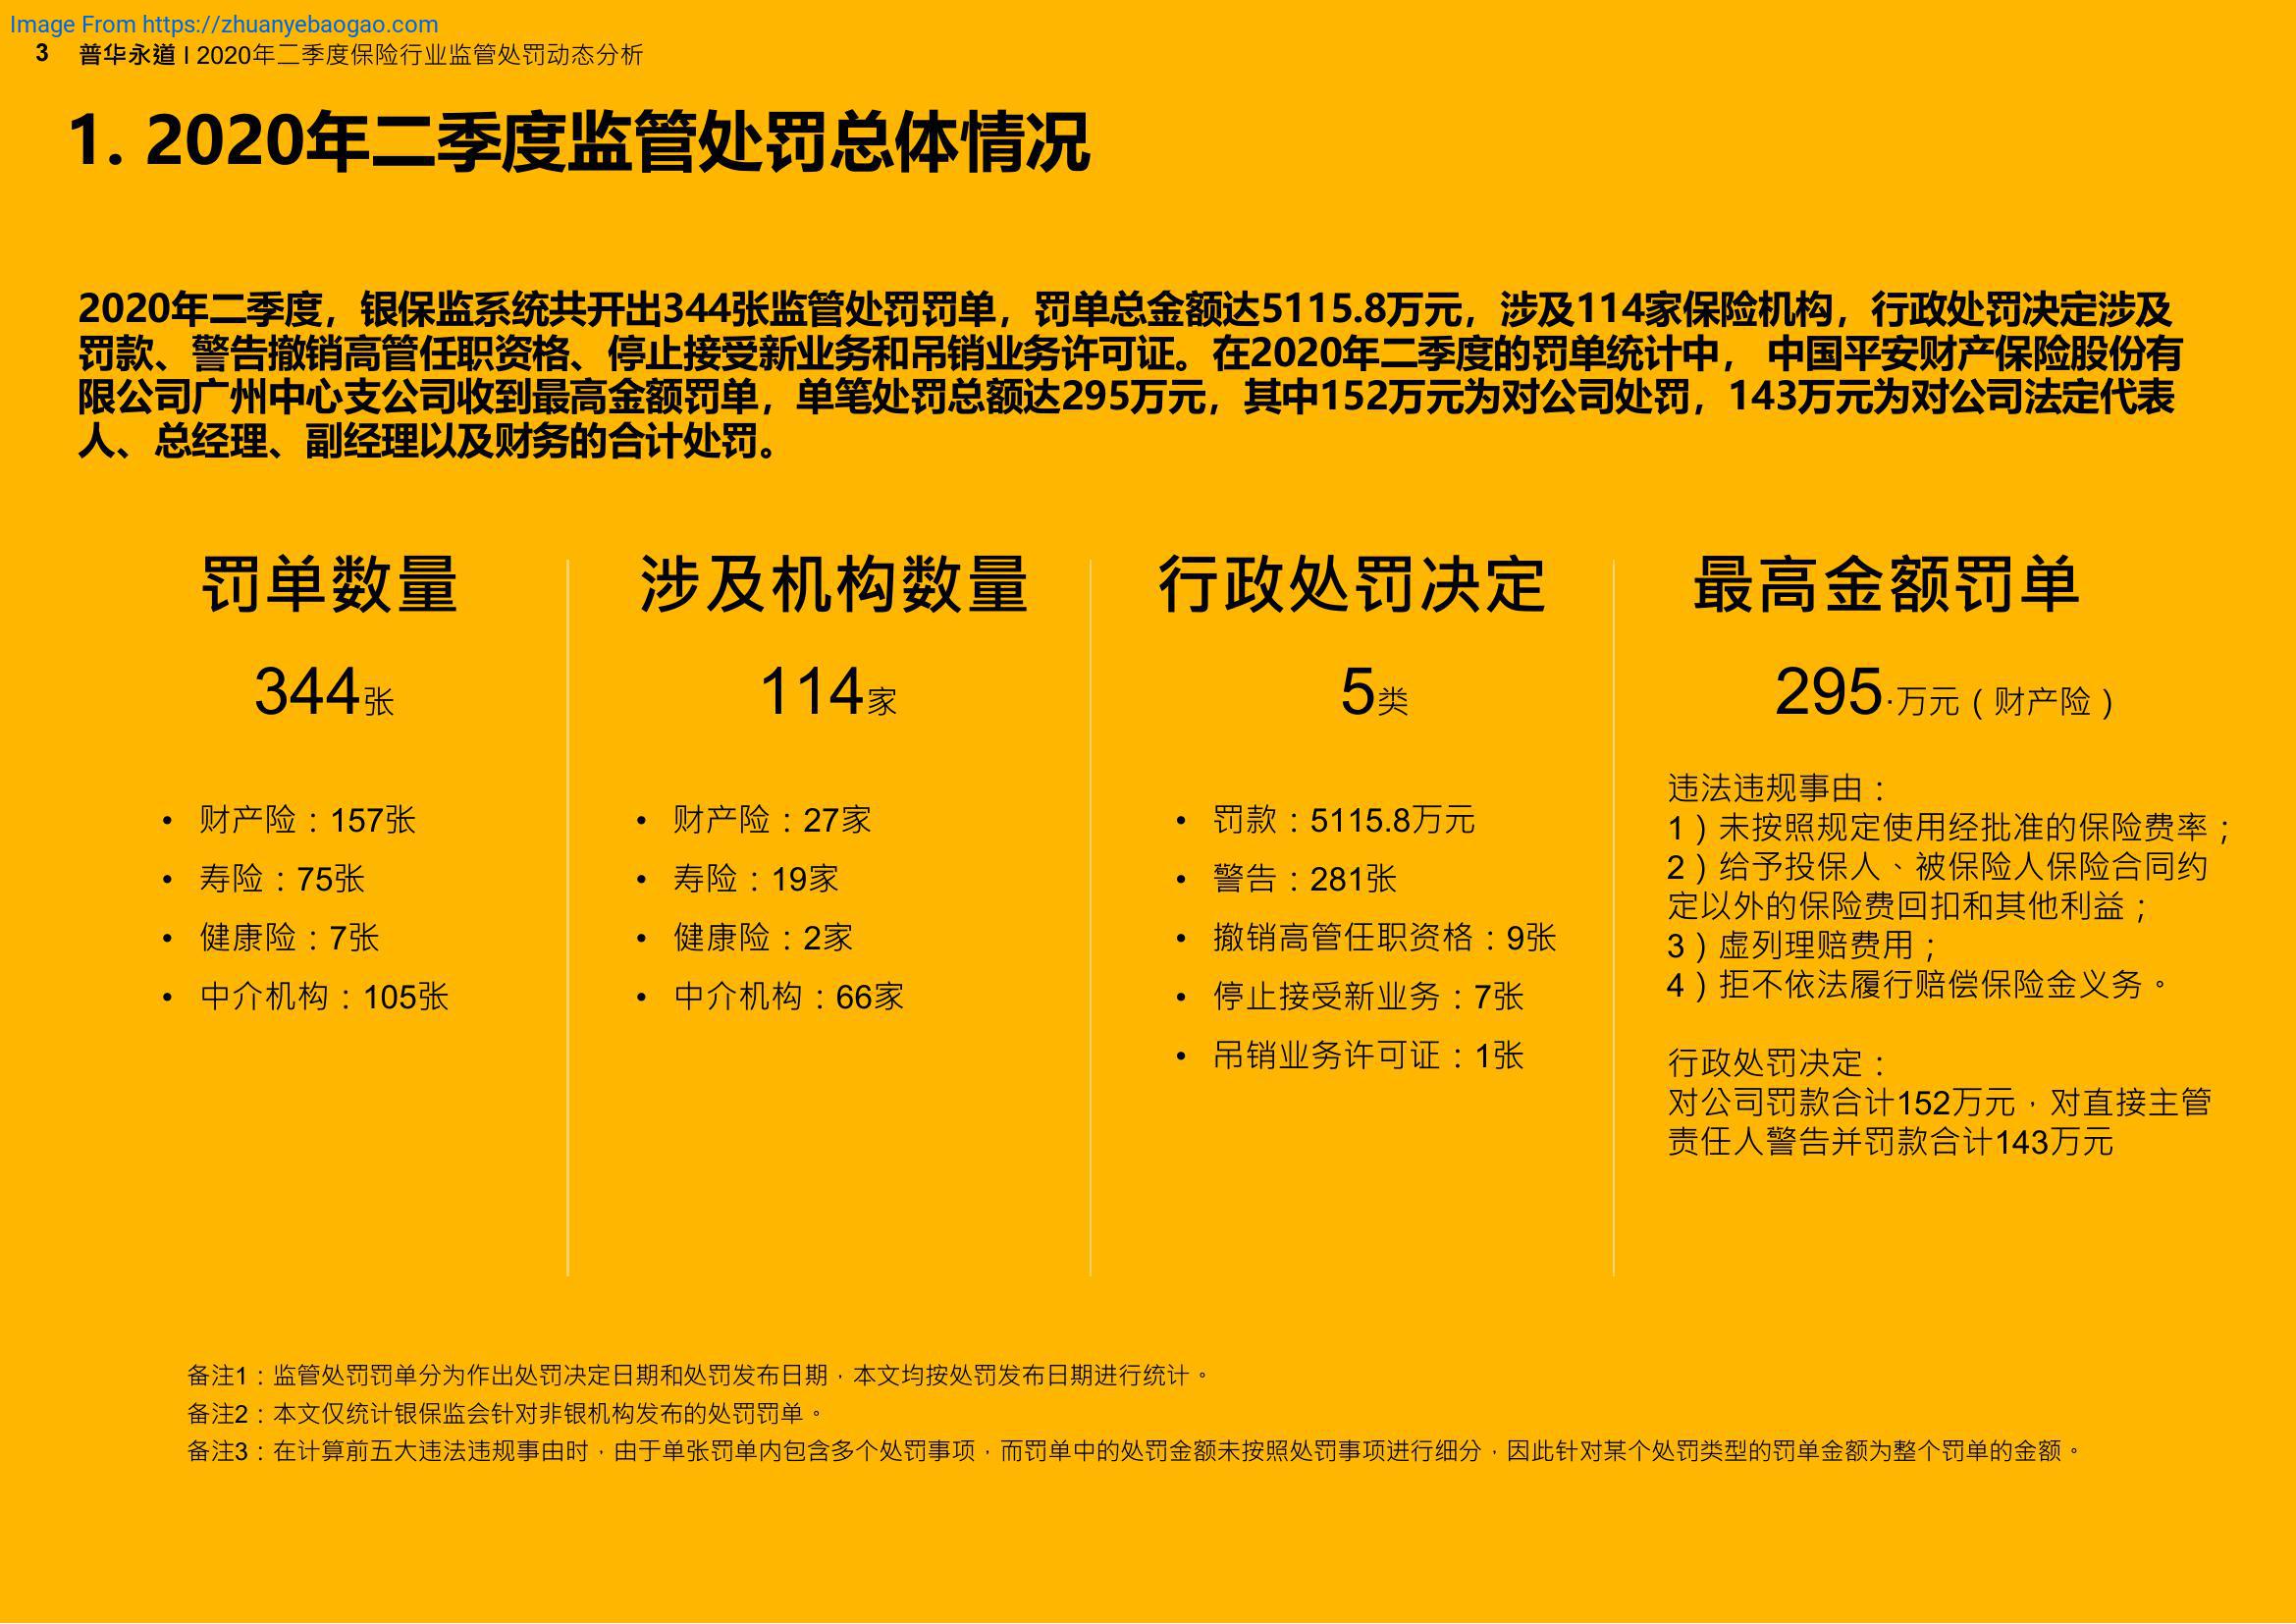 Image From https://zhuanyebaogao.com
3 普华永道 I 2020年二季度保险行业监管处罚动态分析
1. 2020年二季度监管处罚总体情况
2020年二季度，银保监系统共开出344张监管处罚罚单，罚单总金额达5115.8万元，涉及114家保险机构，行政处罚决定涉及
罚款、警告撤销高管任职资格、停止接受新业务和吊销业务许可证。在2020年二季度的罚单统计中， 中国平安财产保险股份有
限公司广州中心支公司收到最高金额罚单，单笔处罚总额达295万元，其中152万元为对公司处罚，143万元为对公司法定代表
人、总经理、副经理以及财务的合计处罚。
罚单数量
344张
• 财产险：157张
• 寿险：75张
• 健康险：7张
• 中介机构：105张
涉及机构数量
114家
• 财产险：27家
• 寿险：19家
• 健康险：2家
• 中介机构：66家
行政处罚决定
5类
• 罚款：5115.8万元
• 警告：281张
• 撤销高管任职资格：9张
• 停止接受新业务：7张
• 吊销业务许可证：1张
最高金额罚单
295·万元（财产险）
违法违规事由：
1）未按照规定使用经批准的保险费率；
2）给予投保人、被保险人保险合同约
定以外的保险费回扣和其他利益；
3）虚列理赔费用；
4）拒不依法履行赔偿保险金义务。
行政处罚决定：
对公司罚款合计152万元，对直接主管
责任人警告并罚款合计143万元
备注1：监管处罚罚单分为作出处罚决定日期和处罚发布日期，本文均按处罚发布日期进行统计。
备注2：本文仅统计银保监会针对非银机构发布的处罚罚单。
备注3：在计算前五大违法违规事由时，由于单张罚单内包含多个处罚事项，而罚单中的处罚金额未按照处罚事项进行细分，因此针对某个处罚类型的罚单金额为整个罚单的金额。